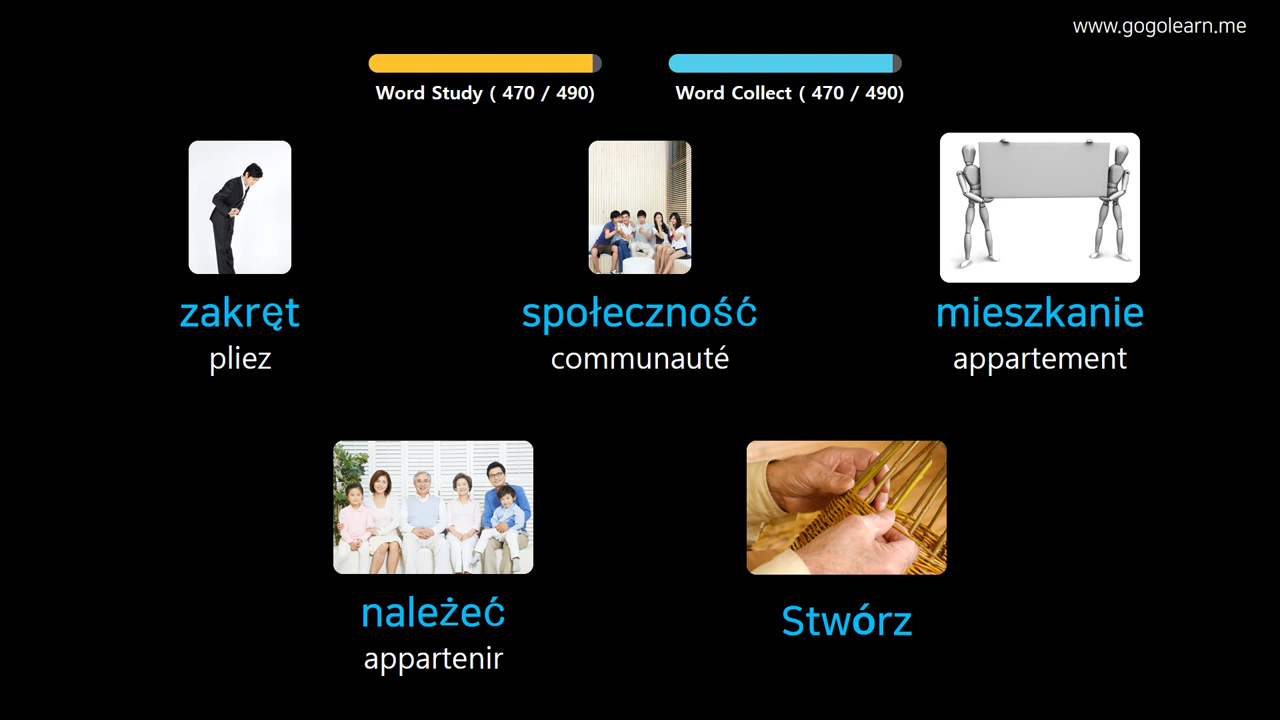 www.gogolearn.me
Word Study ( 470 / 490)
Word Collect ( 470 / 490)
zakręt
pliez
społeczność
communauté
mieszkanie
appartement
należeć
appartenir
Stwórz